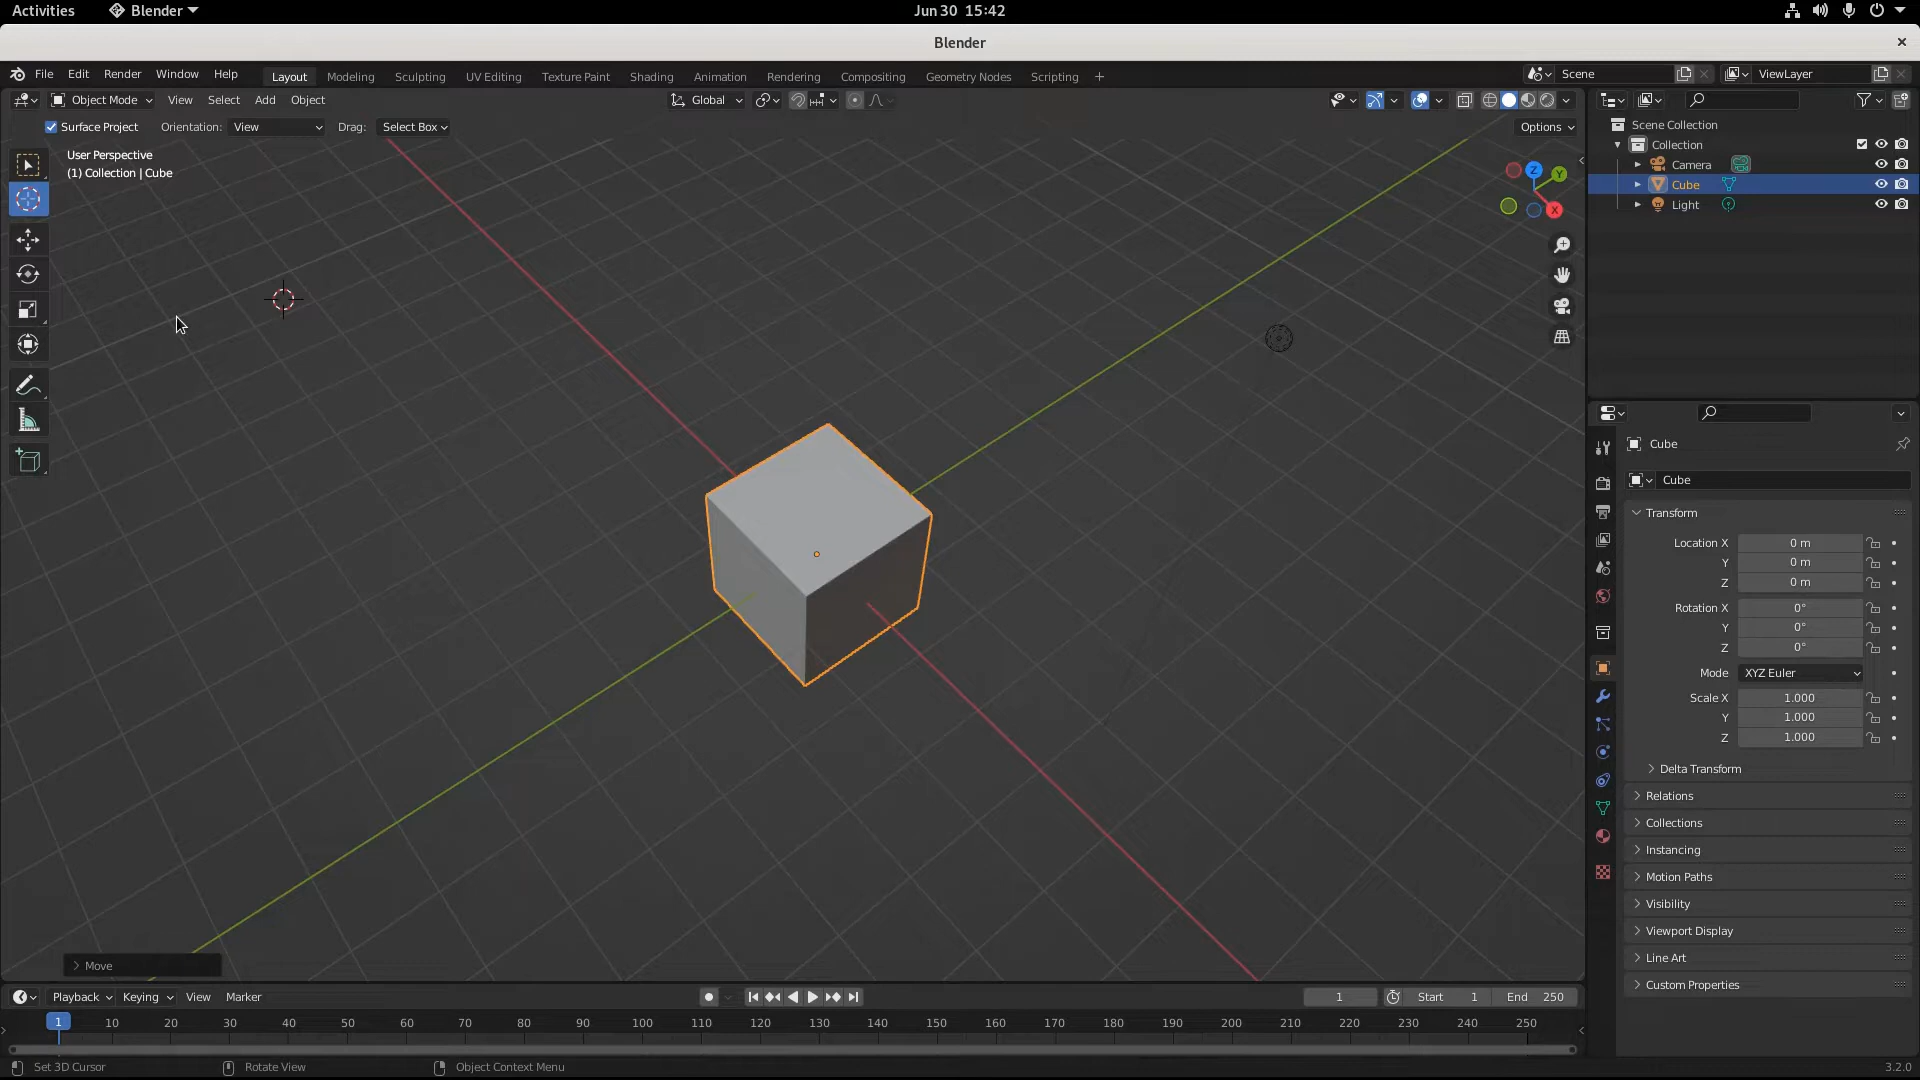 Activities Blender Jun 30 15:42
Blender
File Edit Render Window Help Layout Modeling Sculpting UV Editing Texture Paint Shading Animation Rendering Compositing Geometry Nodes Scripting + Scene ViewLayer
Object Mode View Select Add Object Global
Surface Project Orientation: View Drag: Select Box Options
User Perspective
(1) Collection | Cube
Z
Y
X
Scene Collection
Collection
Camera
Cube
Light
Cube
Cube
Transform
Location X 0 m
Y 0 m
Z 0 m
Rotation X 0°
Y 0°
Z 0°
Mode XYZ Euler
Scale X 1.000
Y 1.000
Z 1.000
Delta Transform
Relations
Collections
Instancing
Motion Paths
Visibility
Viewport Display
Line Art
Custom Properties
Move
Playback Keying View Marker 1 Start 1 End 250
1 10 20 30 40 50 60 70 80 90 100 110 120 130 140 150 160 170 180 190 200 210 220 230 240 250
Set 3D Cursor Rotate View Object Context Menu 3.2.0